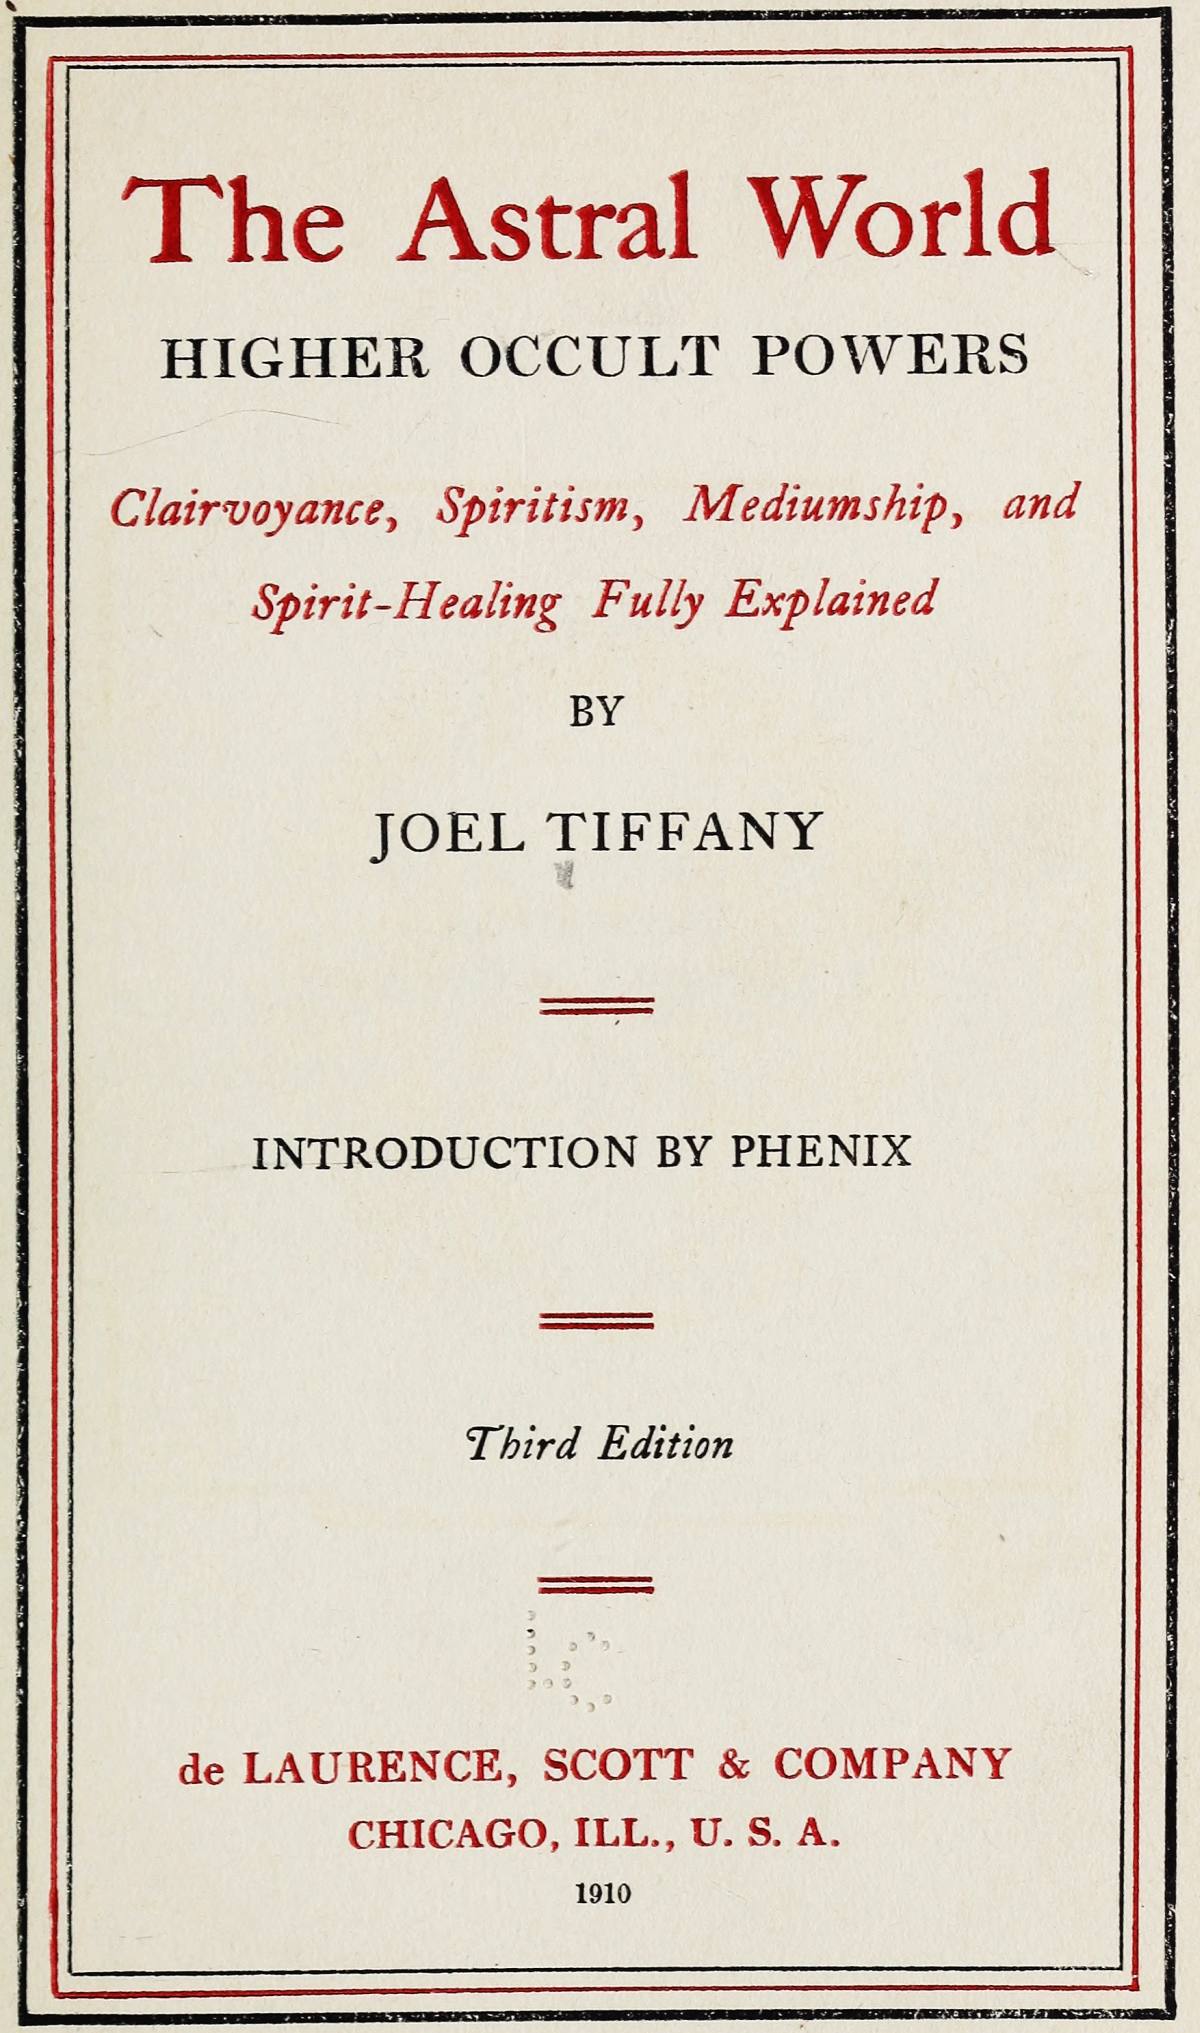 The Astral World
HIGHER OCCULT POWERS
Clairvoyance, Spiritism, Mediumship, and
Spirit-Healing Fully Explained
BY
JOEL TIFFANY
INTRODUCTION BY PHENIX
Third Edition
LC
de LAURENCE, SCOTT & COMPANY
CHICAGO, ILL., U. S. A.
1910